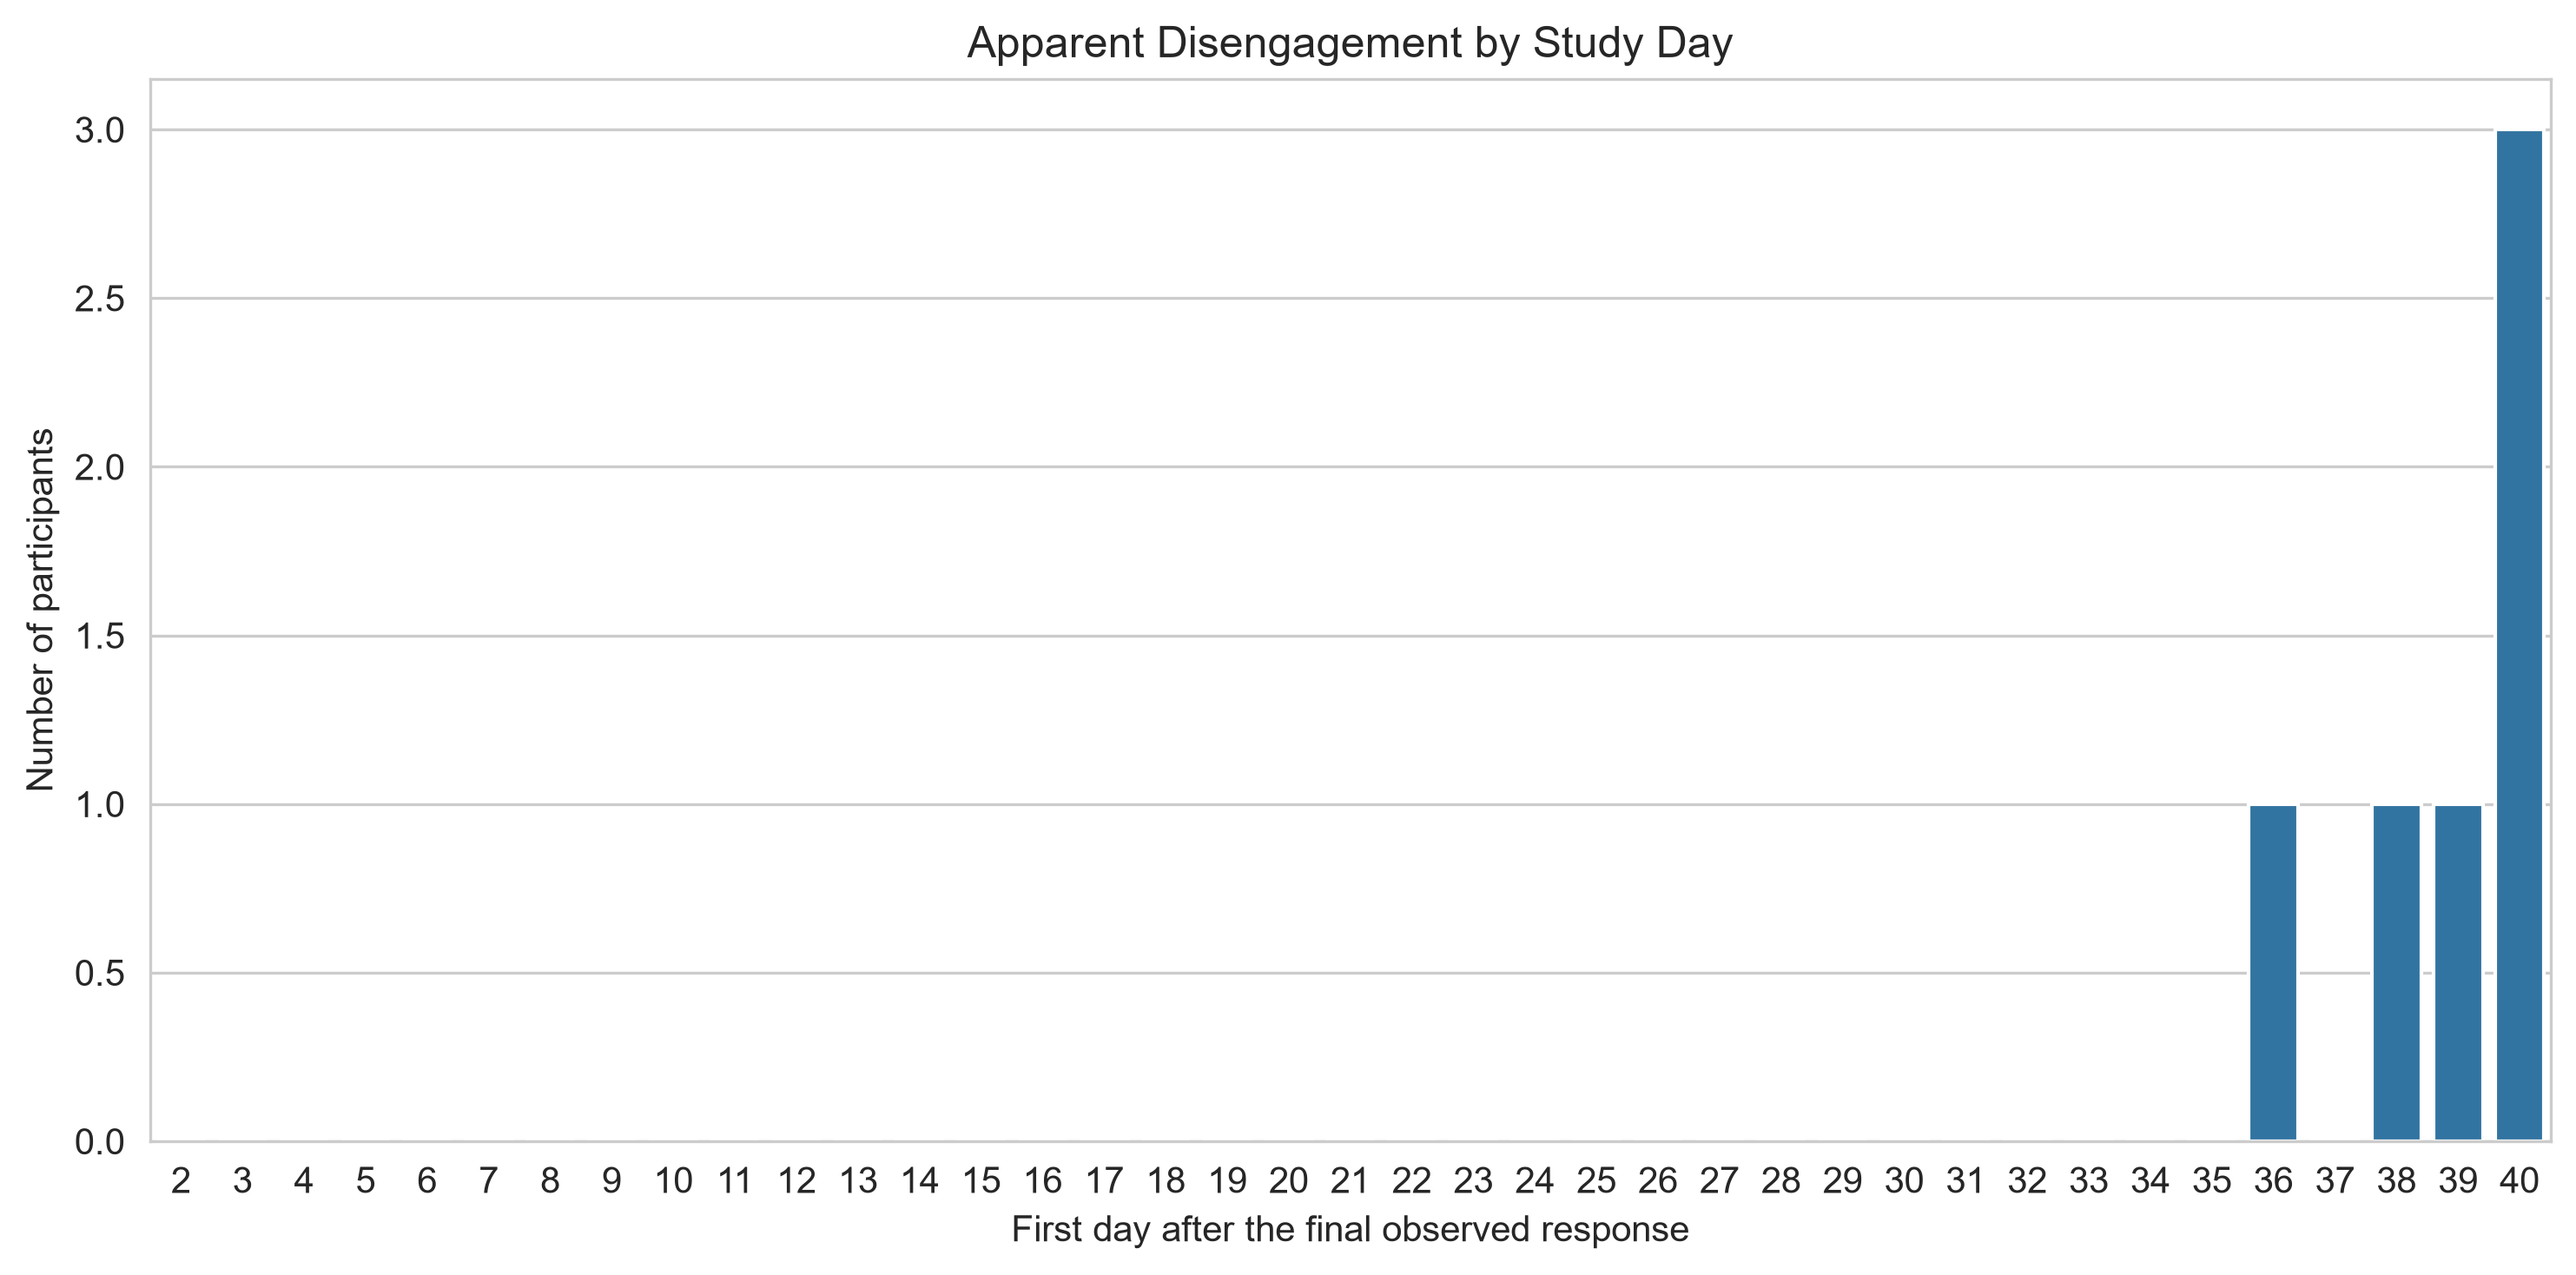 Apparent Disengagement by Study Day
Number of participants
3.0
2.5
2.0
1.5
1.0
0.5
0.0
2 3 4 5 6 7 8 9 10 11 12 13 14 15 16 17 18 19 20 21 22 23 24 25 26 27 28 29 30 31 32 33 34 35 36 37 38 39 40
First day after the final observed response